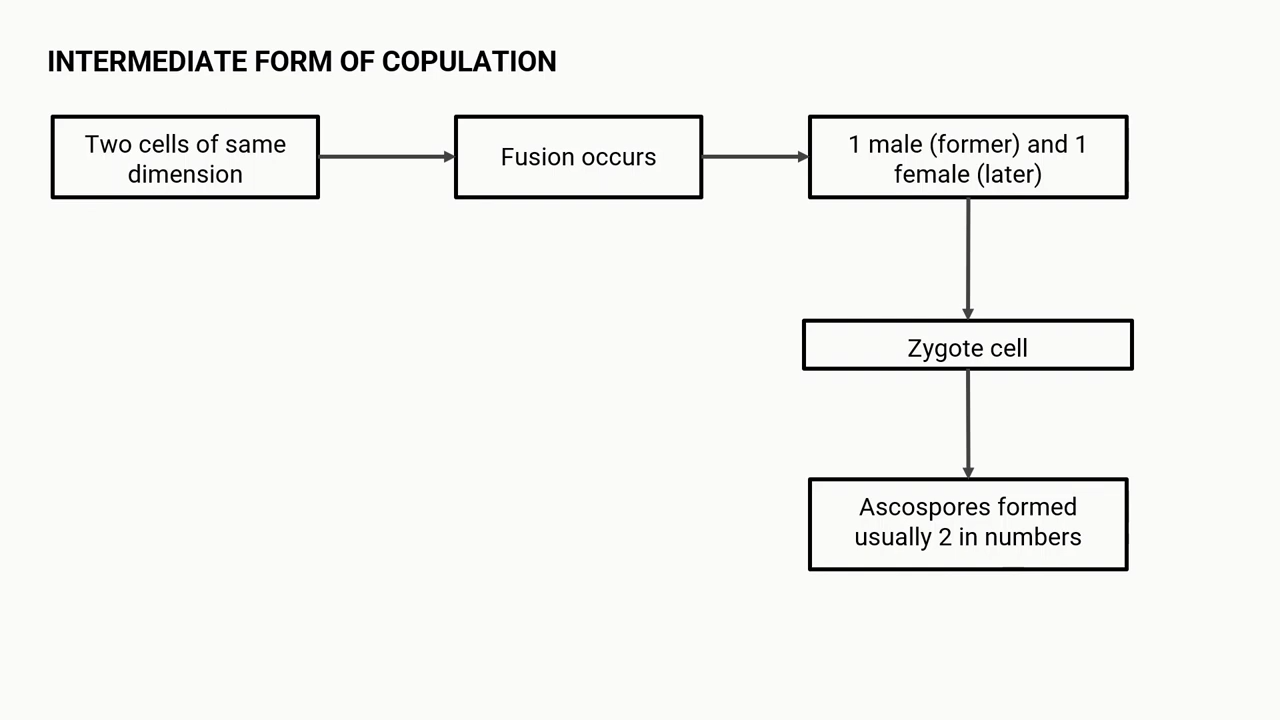 INTERMEDIATE FORM OF COPULATION
Two cells of same
dimension
Fusion occurs
1 male (former) and 1
female (later)
Zygote cell
Ascospores formed
usually 2 in numbers